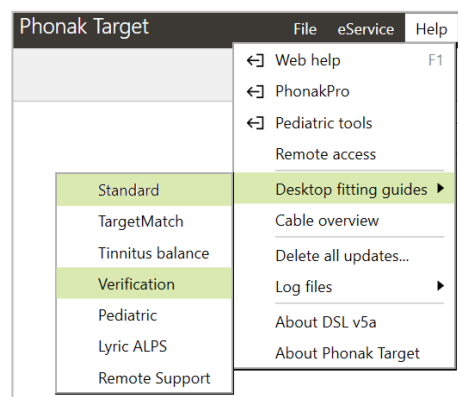 Phonak Target File eService Help
Web help F1
PhonakPro
Pediatric tools
Remote access
Desktop fitting guides
Cable overview
Delete all updates...
Log files
About DSL v5a
About Phonak Target
Standard
TargetMatch
Tinnitus balance
Verification
Pediatric
Lyric ALPS
Remote Support